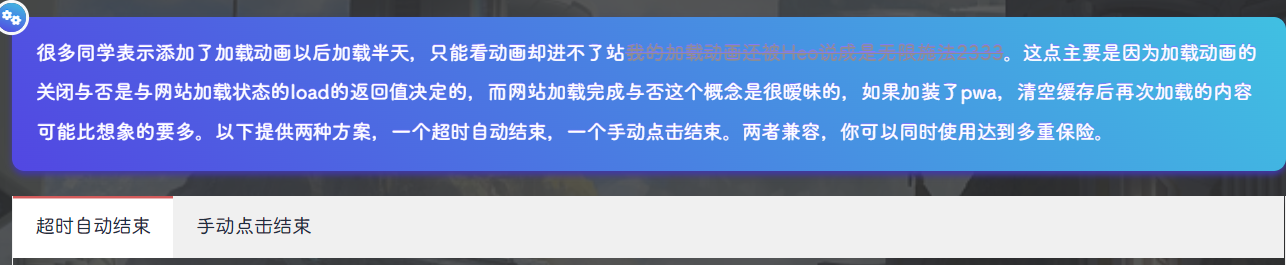 很多同学表示添加了加载动画以后加载半天，只能看动画却进不了站我的加载动画还被Heo说成是无限施法2333。这点主要是因为加载动画的
关闭与否是与网站加载状态的load的返回值决定的，而网站加载完成与否这个概念是很暧昧的，如果加装了pwa，清空缓存后再次加载的内容
可能比想象的要多。以下提供两种方案，一个超时自动结束，一个手动点击结束。两者兼容，你可以同时使用达到多重保险。
超时自动结束 手动点击结束